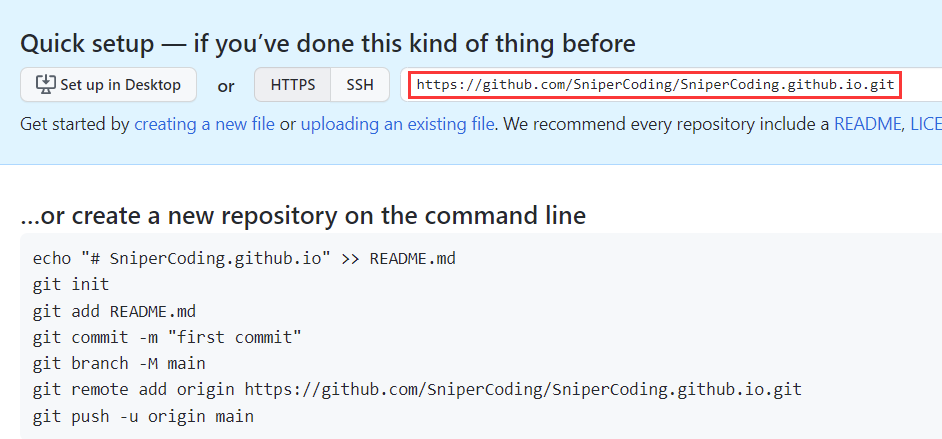 Quick setup — if you’ve done this kind of thing before
Set up in Desktop or HTTPS SSH https://github.com/SniperCoding/SniperCoding.github.io.git
Get started by creating a new file or uploading an existing file. We recommend every repository include a README, LICE
...or create a new repository on the command line
echo "# SniperCoding.github.io" >> README.md
git init
git add README.md
git commit -m "first commit"
git branch -M main
git remote add origin https://github.com/SniperCoding/SniperCoding.github.io.git
git push -u origin main